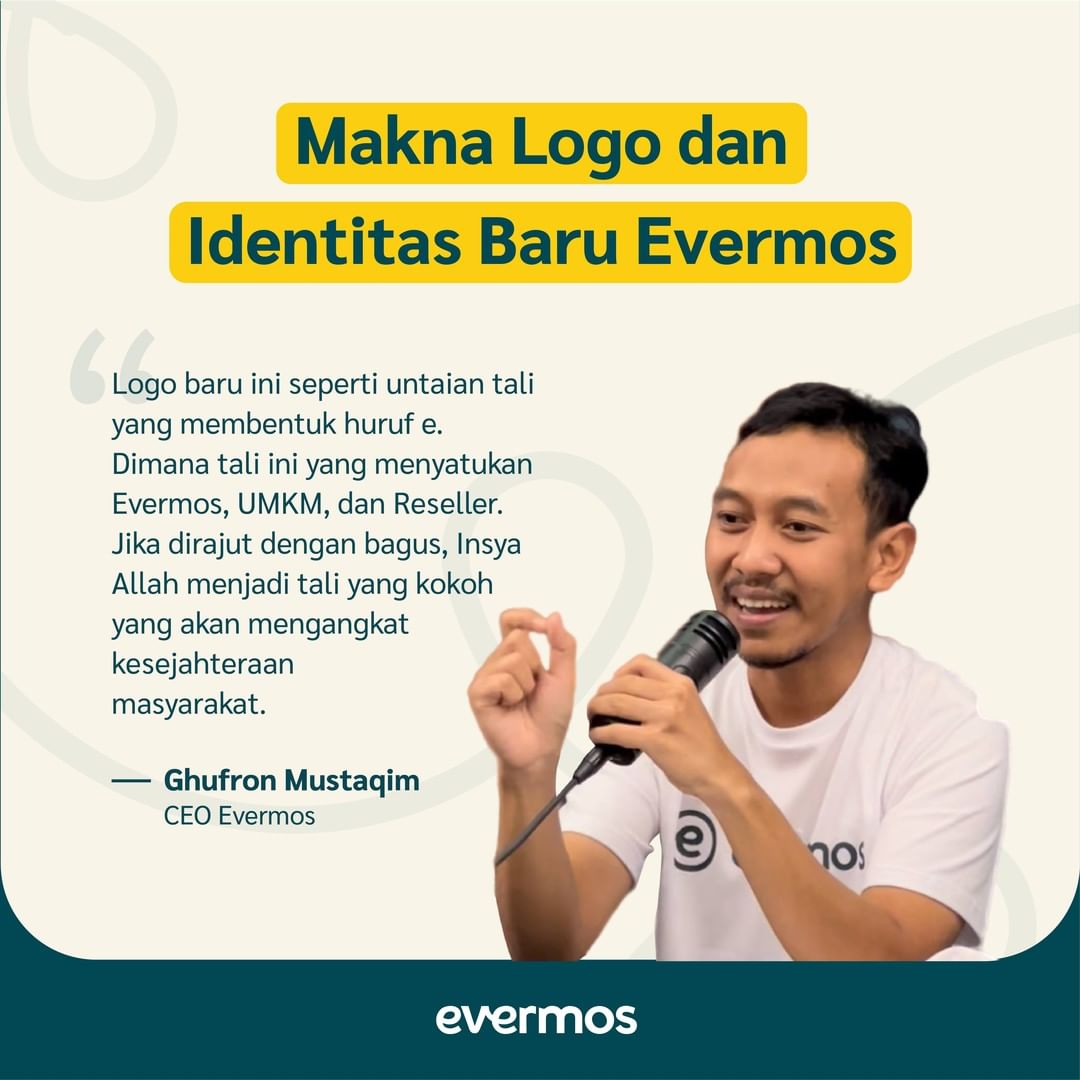 Makna Logo dan
Identitas Baru Evermos
“
Logo baru ini seperti untaian tali
yang membentuk huruf e.
Dimana tali ini yang menyatukan
Evermos, UMKM, dan Reseller.
Jika dirajut dengan bagus, Insya
Allah menjadi tali yang kokoh
yang akan mengangkat
kesejahteraan
masyarakat.
— Ghufron Mustaqim
CEO Evermos
e
evermos